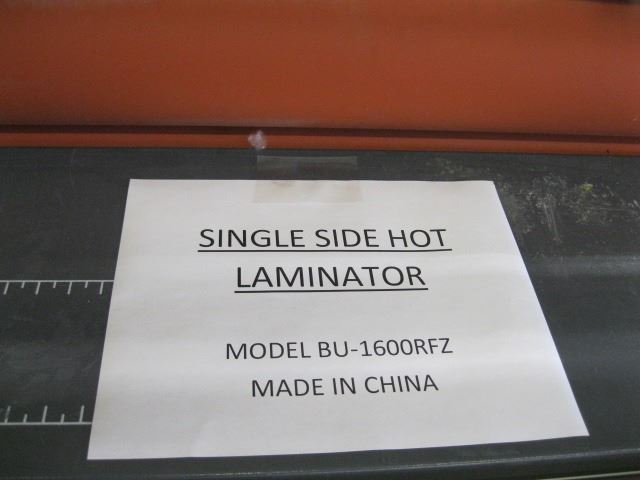 SINGLE SIDE HOT
LAMINATOR
MODEL BU-1600RFZ
MADE IN CHINA